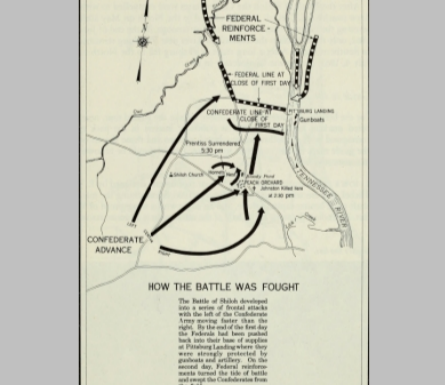 FEDERAL
REINFORCE-
MENTS
FEDERAL LINE AT
CLOSE OF FIRST DAY
CONFEDERATE LINE AT
CLOSE OF
FIRST DAY
PITTSBURG LANDING
Gunboats
Prentiss Surrendered
5:30 pm
Shiloh Church
Bloody Pond
PEACH ORCHARD
Johnston Killed here
at 2:30 pm
TENNESSEE RIVER
CONFEDERATE
ADVANCE
HOW THE BATTLE WAS FOUGHT
The Battle of Shiloh developed
into a series of frontal attacks
with the left of the Confederate
Army moving faster than the
right. By the end of the first day
the Federals had been pushed
back into their base of supplies
at Pittsburg Landing where they
were strongly protected by
gunboats and artillery. On the
second day, Federal reinforce-
ments turned the tide of battle
and swept the Confederates from